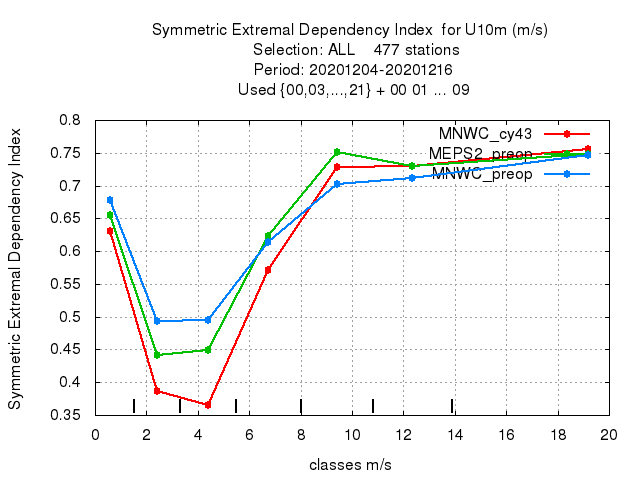 Symmetric Extremal Dependency Index  for U10m (m/s)
Selection: ALL    477 stations
Period: 20201204-20201216
Used {00,03,...,21} + 00 01 ... 09
Symmetric Extremal Dependency Index
0.8
0.75
0.7
0.65
0.6
0.55
0.5
0.45
0.4
0.35
MNWC_cy43
MEPS2_preop
MNWC_preop
0 2 4 6 8 10 12 14 16 18 20
classes m/s